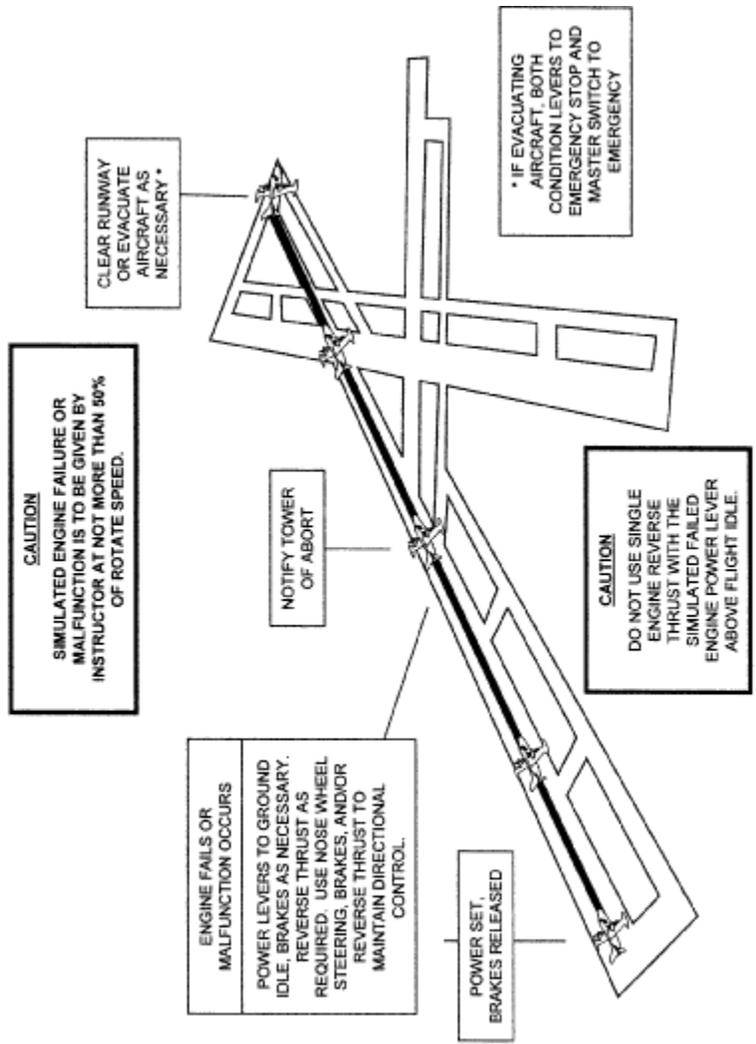 CAUTION
SIMULATED ENGINE FAILURE OR
MALFUNCTION IS TO BE GIVEN BY
INSTRUCTOR AT NOT MORE THAN 50%
OF ROTATE SPEED.
ENGINE FAILS OR
MALFUNCTION OCCURS
POWER LEVERS TO GROUND
IDLE, BRAKES AS NECESSARY.
REVERSE THRUST AS
REQUIRED. USE NOSE WHEEL
STEERING, BRAKES, AND/OR
REVERSE THRUST TO
MAINTAIN DIRECTIONAL
CONTROL.
NOTIFY TOWER
OF ABORT
CLEAR RUNWAY
OR EVACUATE
AIRCRAFT AS
NECESSARY *
POWER SET,
BRAKES RELEASED
CAUTION
DO NOT USE SINGLE
ENGINE REVERSE
THRUST WITH THE
SIMULATED FAILED
ENGINE POWER LEVER
ABOVE FLIGHT IDLE.
* IF EVACUATING
AIRCRAFT, BOTH
CONDITION LEVERS TO
EMERGENCY STOP AND
MASTER SWITCH TO
EMERGENCY